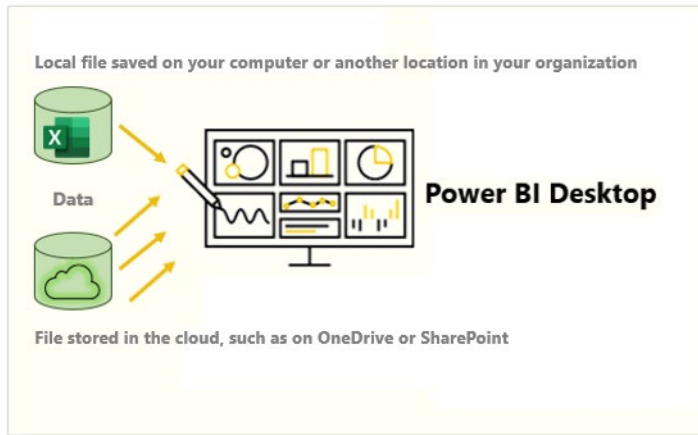 Local file saved on your computer or another location in your organization
X
Data
Power BI Desktop
File stored in the cloud, such as on OneDrive or SharePoint